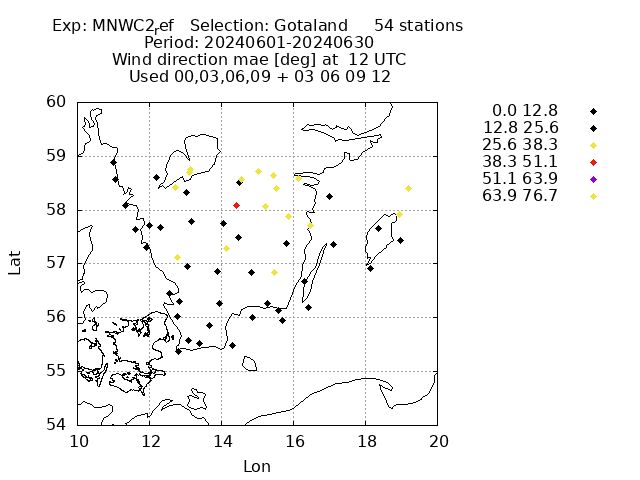 Exp: MNWC2ref Selection: Gotaland 54 stations
Period: 20240601-20240630
Wind direction mae [deg] at 12 UTC
Used 00,03,06,09 + 03 06 09 12
0.0 12.8
12.8 25.6
25.6 38.3
38.3 51.1
51.1 63.9
63.9 76.7
60
59
58
57
56
55
54
Lat
10 12 14 16 18 20
Lon